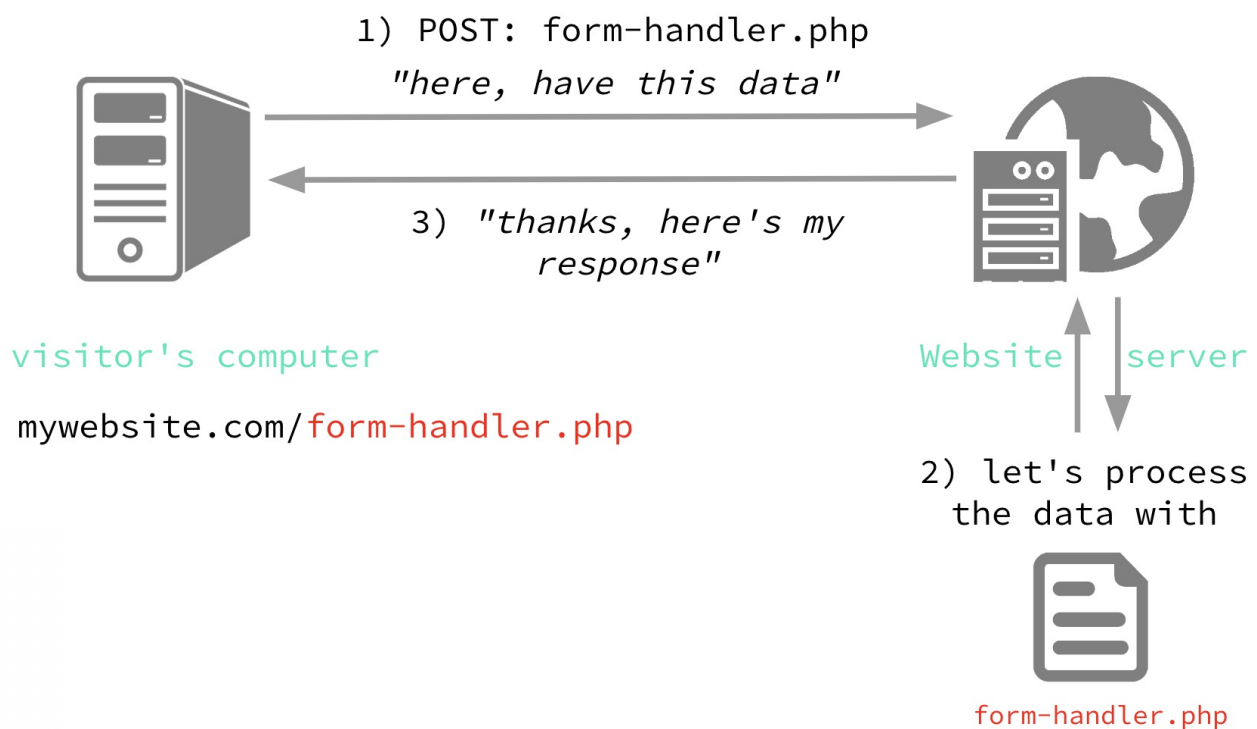 1) POST: form-handler.php
"here, have this data"
3) "thanks, here's my
response"
visitor's computer
Website server
mywebsite.com/form-handler.php
2) let's process
the data with
form-handler.php